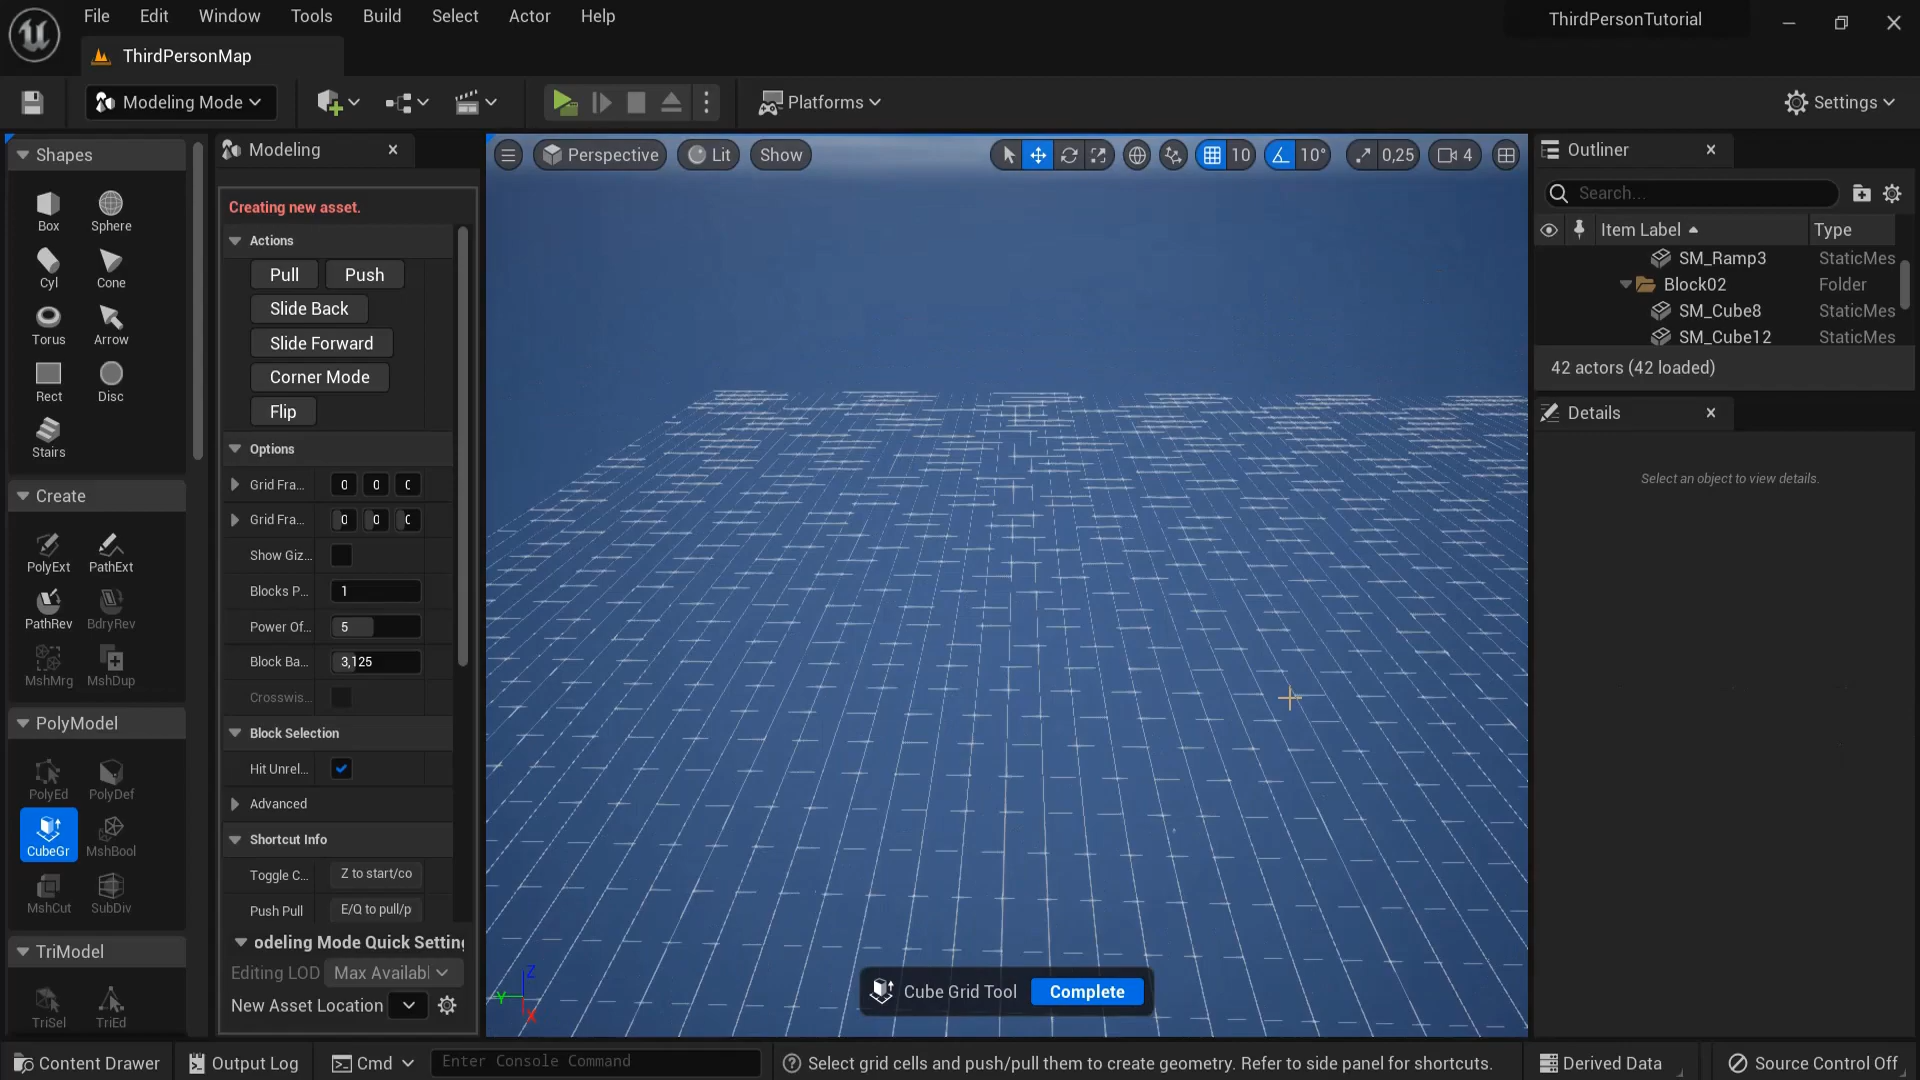 File Edit Window Tools Build Select Actor Help
ThirdPersonTutorial
ThirdPersonMap
Modeling Mode
Platforms
Settings
Shapes
Box Sphere
Cyl Cone
Torus Arrow
Rect Disc
Stairs
Create
PolyExt PathExt
PathRev BdryRev
MshMrg MshDup
PolyModel
PolyEd PolyDef
CubeGr MshBool
MshCut SubDiv
TriModel
TriSel TriEd
Modeling
Creating new asset.
Actions
Pull Push
Slide Back
Slide Forward
Corner Mode
Flip
Options
Grid Fra... 0 0 0
Grid Fra... 0 0 0
Show Giz...
Blocks P... 1
Power Of... 5
Block Ba... 3,125
Crosswis...
Block Selection
Hit Unrel...
Advanced
Shortcut Info
Toggle C... Z to start/co
Push Pull E/Q to pull/p
odeling Mode Quick Setting
Editing LOD Max Availabl
New Asset Location
Perspective Lit Show
10 10° 0,25 4
Z
Y
X
Cube Grid Tool Complete
Outliner
Search...
Item Label Type
SM_Ramp3 StaticMes
Block02 Folder
SM_Cube8 StaticMes
SM_Cube12 StaticMes
42 actors (42 loaded)
Details
Select an object to view details.
Content Drawer Output Log Cmd Enter Console Command Select grid cells and push/pull them to create geometry. Refer to side panel for shortcuts. Derived Data Source Control Off